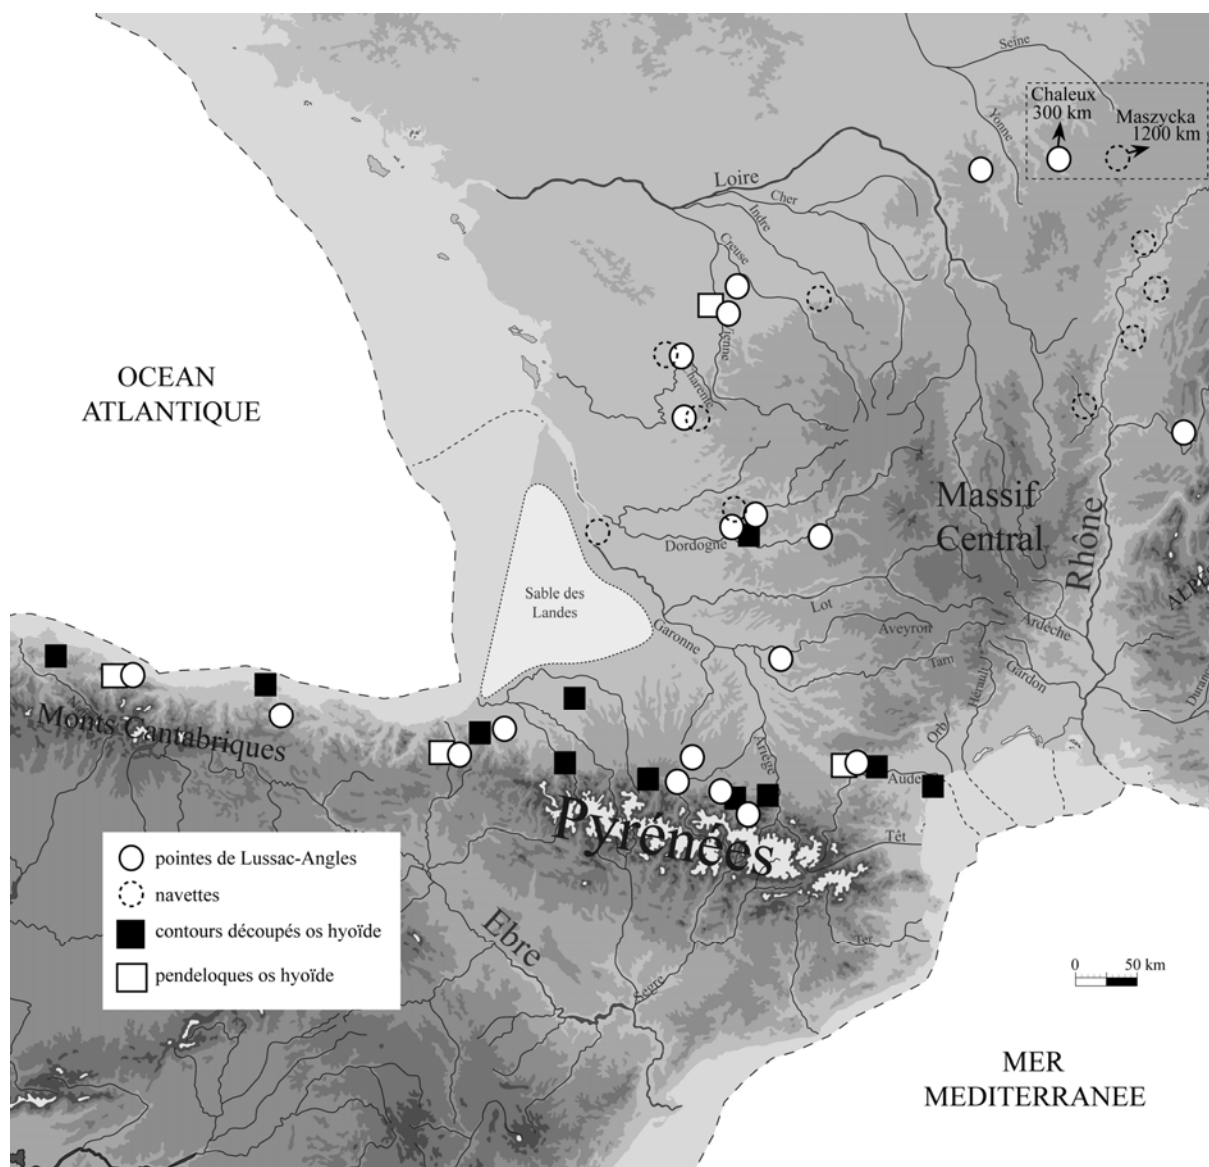 Seine
Chaleux
300 km
Maszycka
1200 km
Yonne
Loire
Cher
Indre
Creuse
Vienne
Charente
OCEAN
ATLANTIQUE
Massif
Central
Rhône
Dordogne
ALPES
Sable des
Landes
Lot
Garonne
Aveyron
Ardèche
Tarn
Gardon
Hérault
Orb
Monts Cantabriques
Ariège
Aude
Pyrénées
Têt
pointes de Lussac-Angles
navettes
contours découpés os hyoïde
pendeloques os hyoïde
Ebre
Segre
Ter
0 50 km
MER
MEDITERRANEE